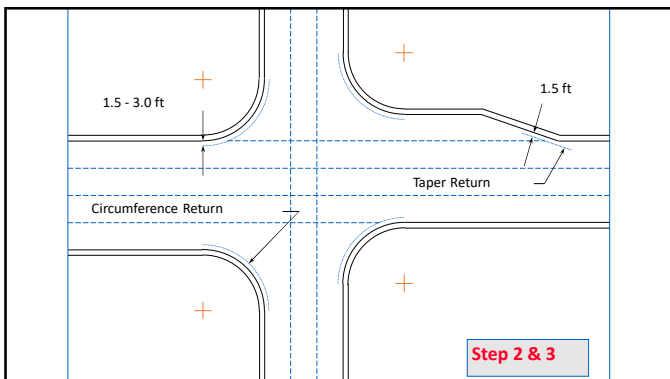 1.5 ft
1.5 - 3.0 ft
Taper Return
Circumference Return
Step 2 & 3